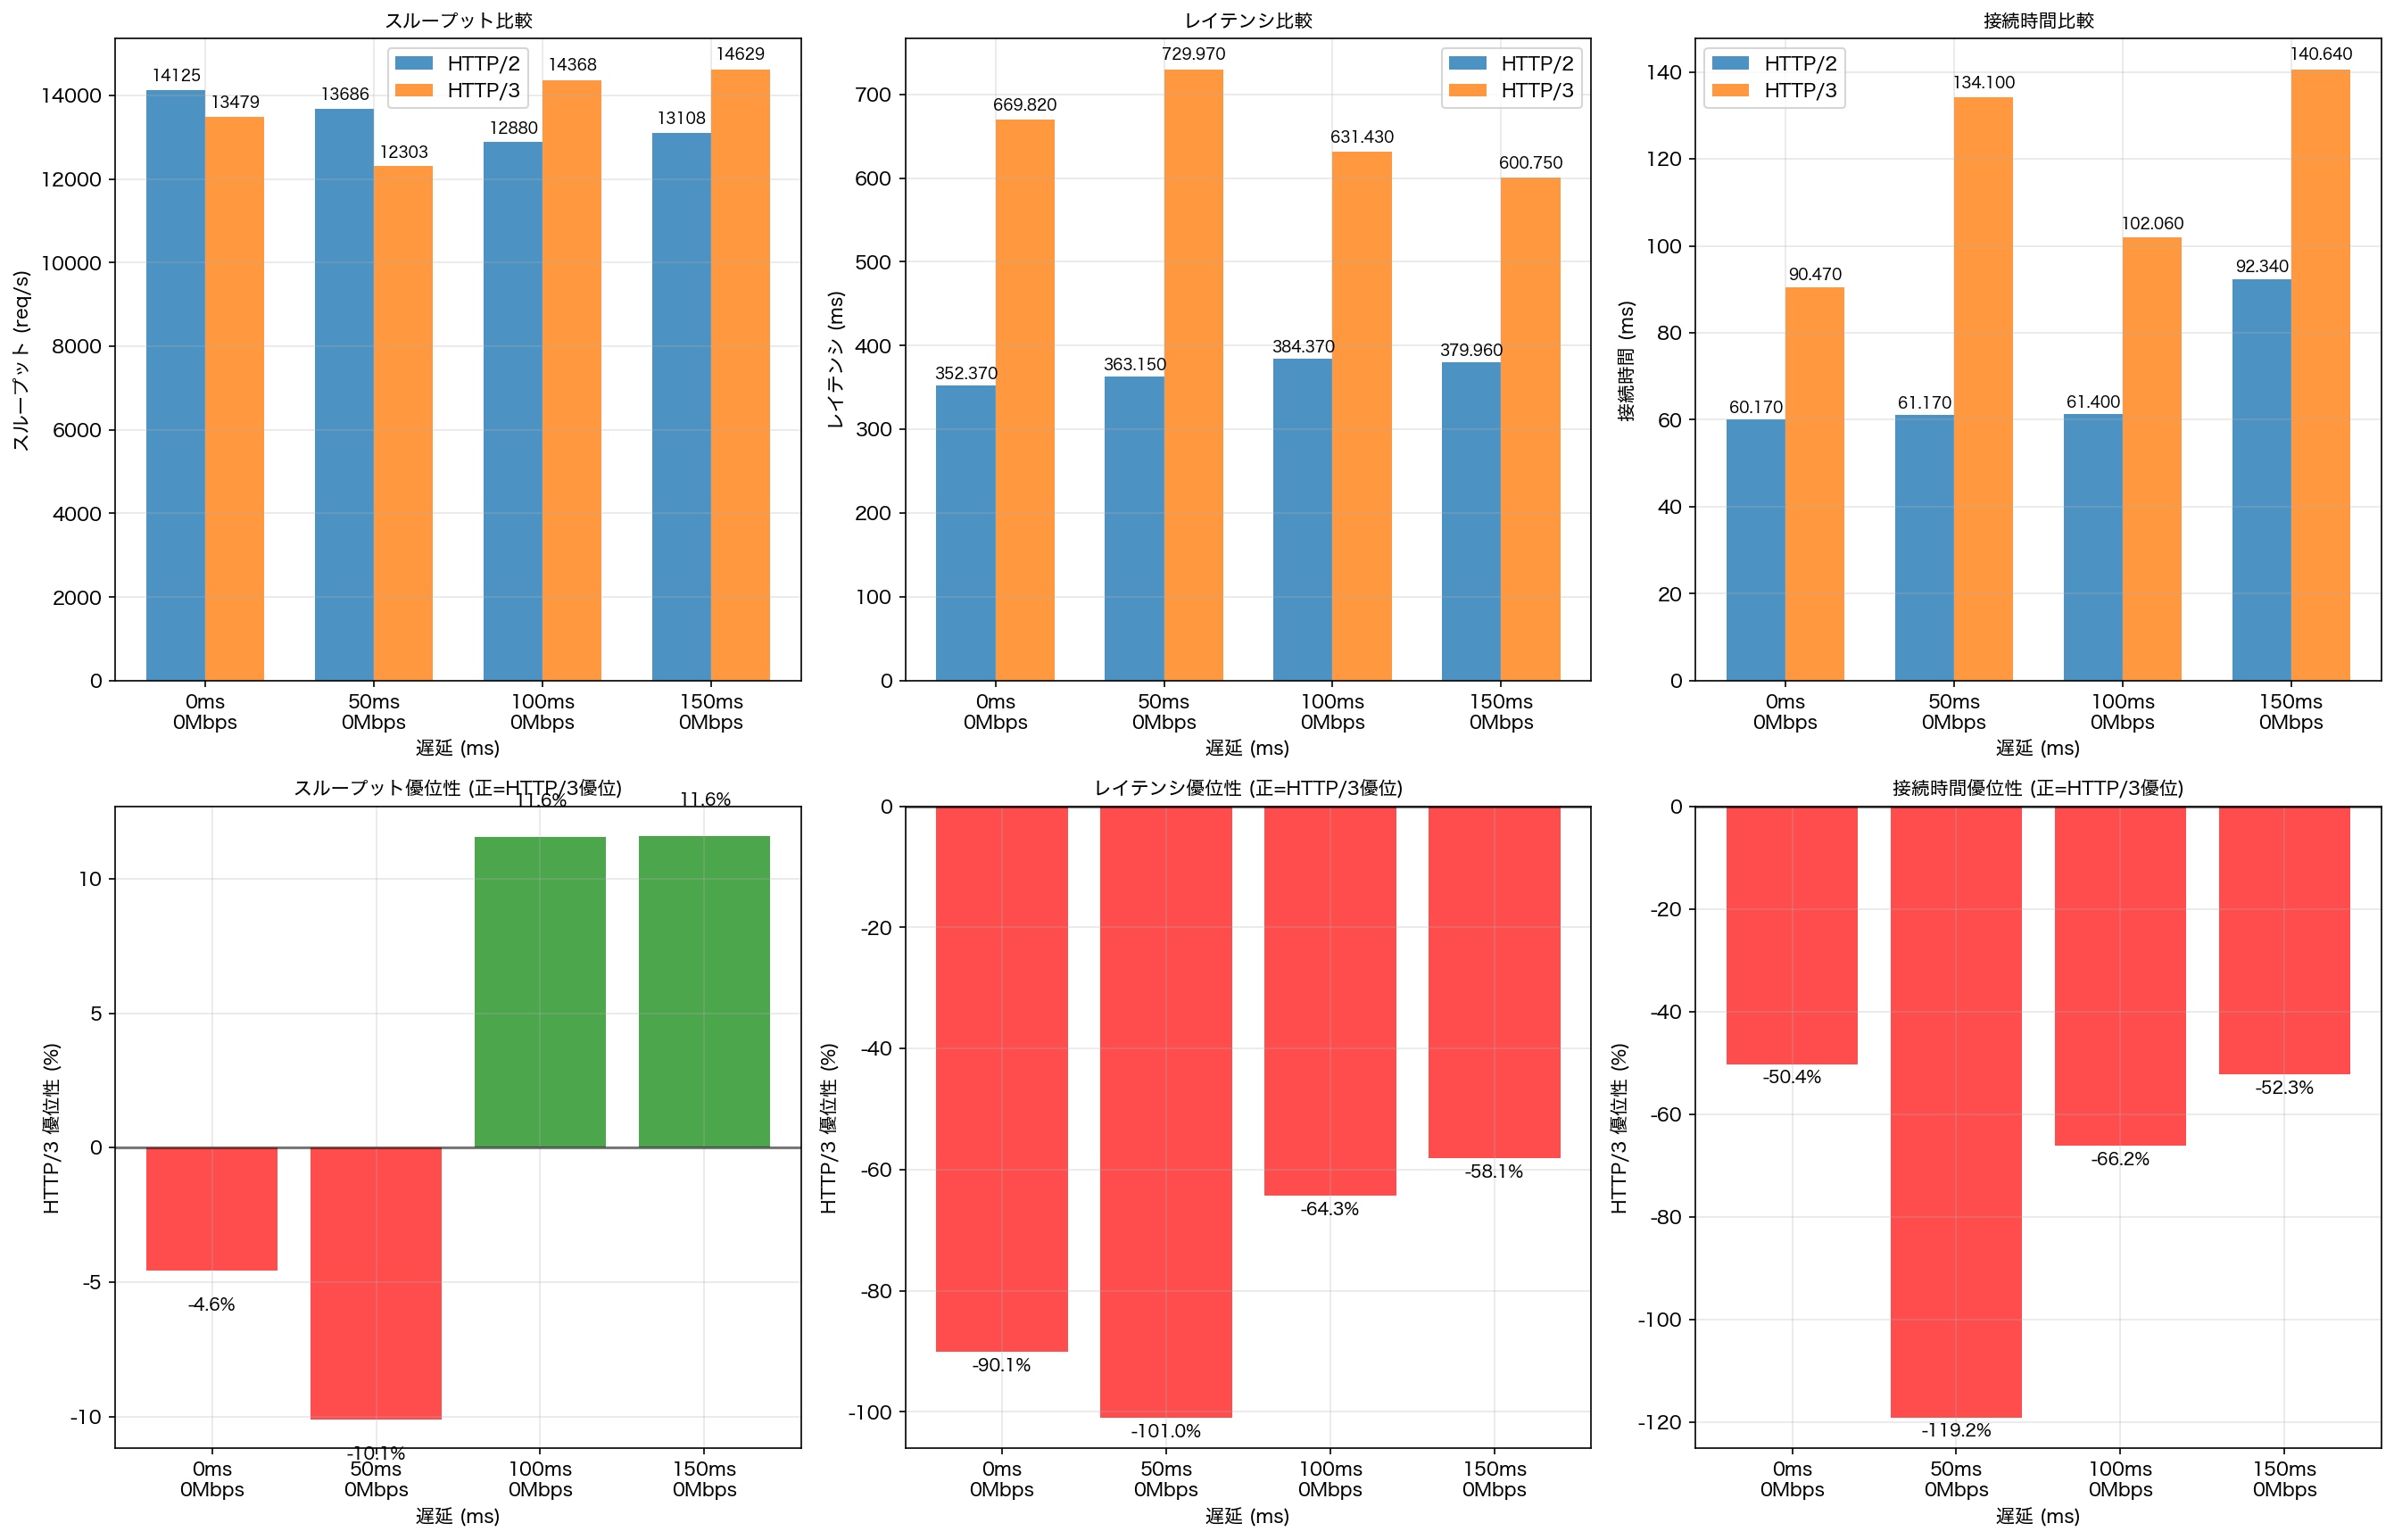 スループット比較
14125
13479
13686
12303
12880
14368
13108
14629
HTTP/2
HTTP/3
スループット (req/s)
14000
12000
10000
8000
6000
4000
2000
0
0ms
0Mbps
50ms
0Mbps
100ms
0Mbps
150ms
0Mbps
遅延 (ms)
レイテンシ比較
352.370
669.820
363.150
729.970
384.370
631.430
379.960
600.750
HTTP/2
HTTP/3
レイテンシ (ms)
700
600
500
400
300
200
100
0
0ms
0Mbps
50ms
0Mbps
100ms
0Mbps
150ms
0Mbps
遅延 (ms)
接続時間比較
HTTP/2
HTTP/3
60.170
90.470
61.170
134.100
61.400
102.060
92.340
140.640
接続時間 (ms)
140
120
100
80
60
40
20
0
0ms
0Mbps
50ms
0Mbps
100ms
0Mbps
150ms
0Mbps
遅延 (ms)
スループット優位性 (正=HTTP/3優位)
-4.6%
-10.1%
11.6%
11.6%
HTTP/3 優位性 (%)
10
5
0
-5
-10
0ms
0Mbps
50ms
0Mbps
100ms
0Mbps
150ms
0Mbps
遅延 (ms)
レイテンシ優位性 (正=HTTP/3優位)
-90.1%
-101.0%
-64.3%
-58.1%
HTTP/3 優位性 (%)
0
-20
-40
-60
-80
-100
0ms
0Mbps
50ms
0Mbps
100ms
0Mbps
150ms
0Mbps
遅延 (ms)
接続時間優位性 (正=HTTP/3優位)
-50.4%
-119.2%
-66.2%
-52.3%
HTTP/3 優位性 (%)
0
-20
-40
-60
-80
-100
-120
0ms
0Mbps
50ms
0Mbps
100ms
0Mbps
150ms
0Mbps
遅延 (ms)